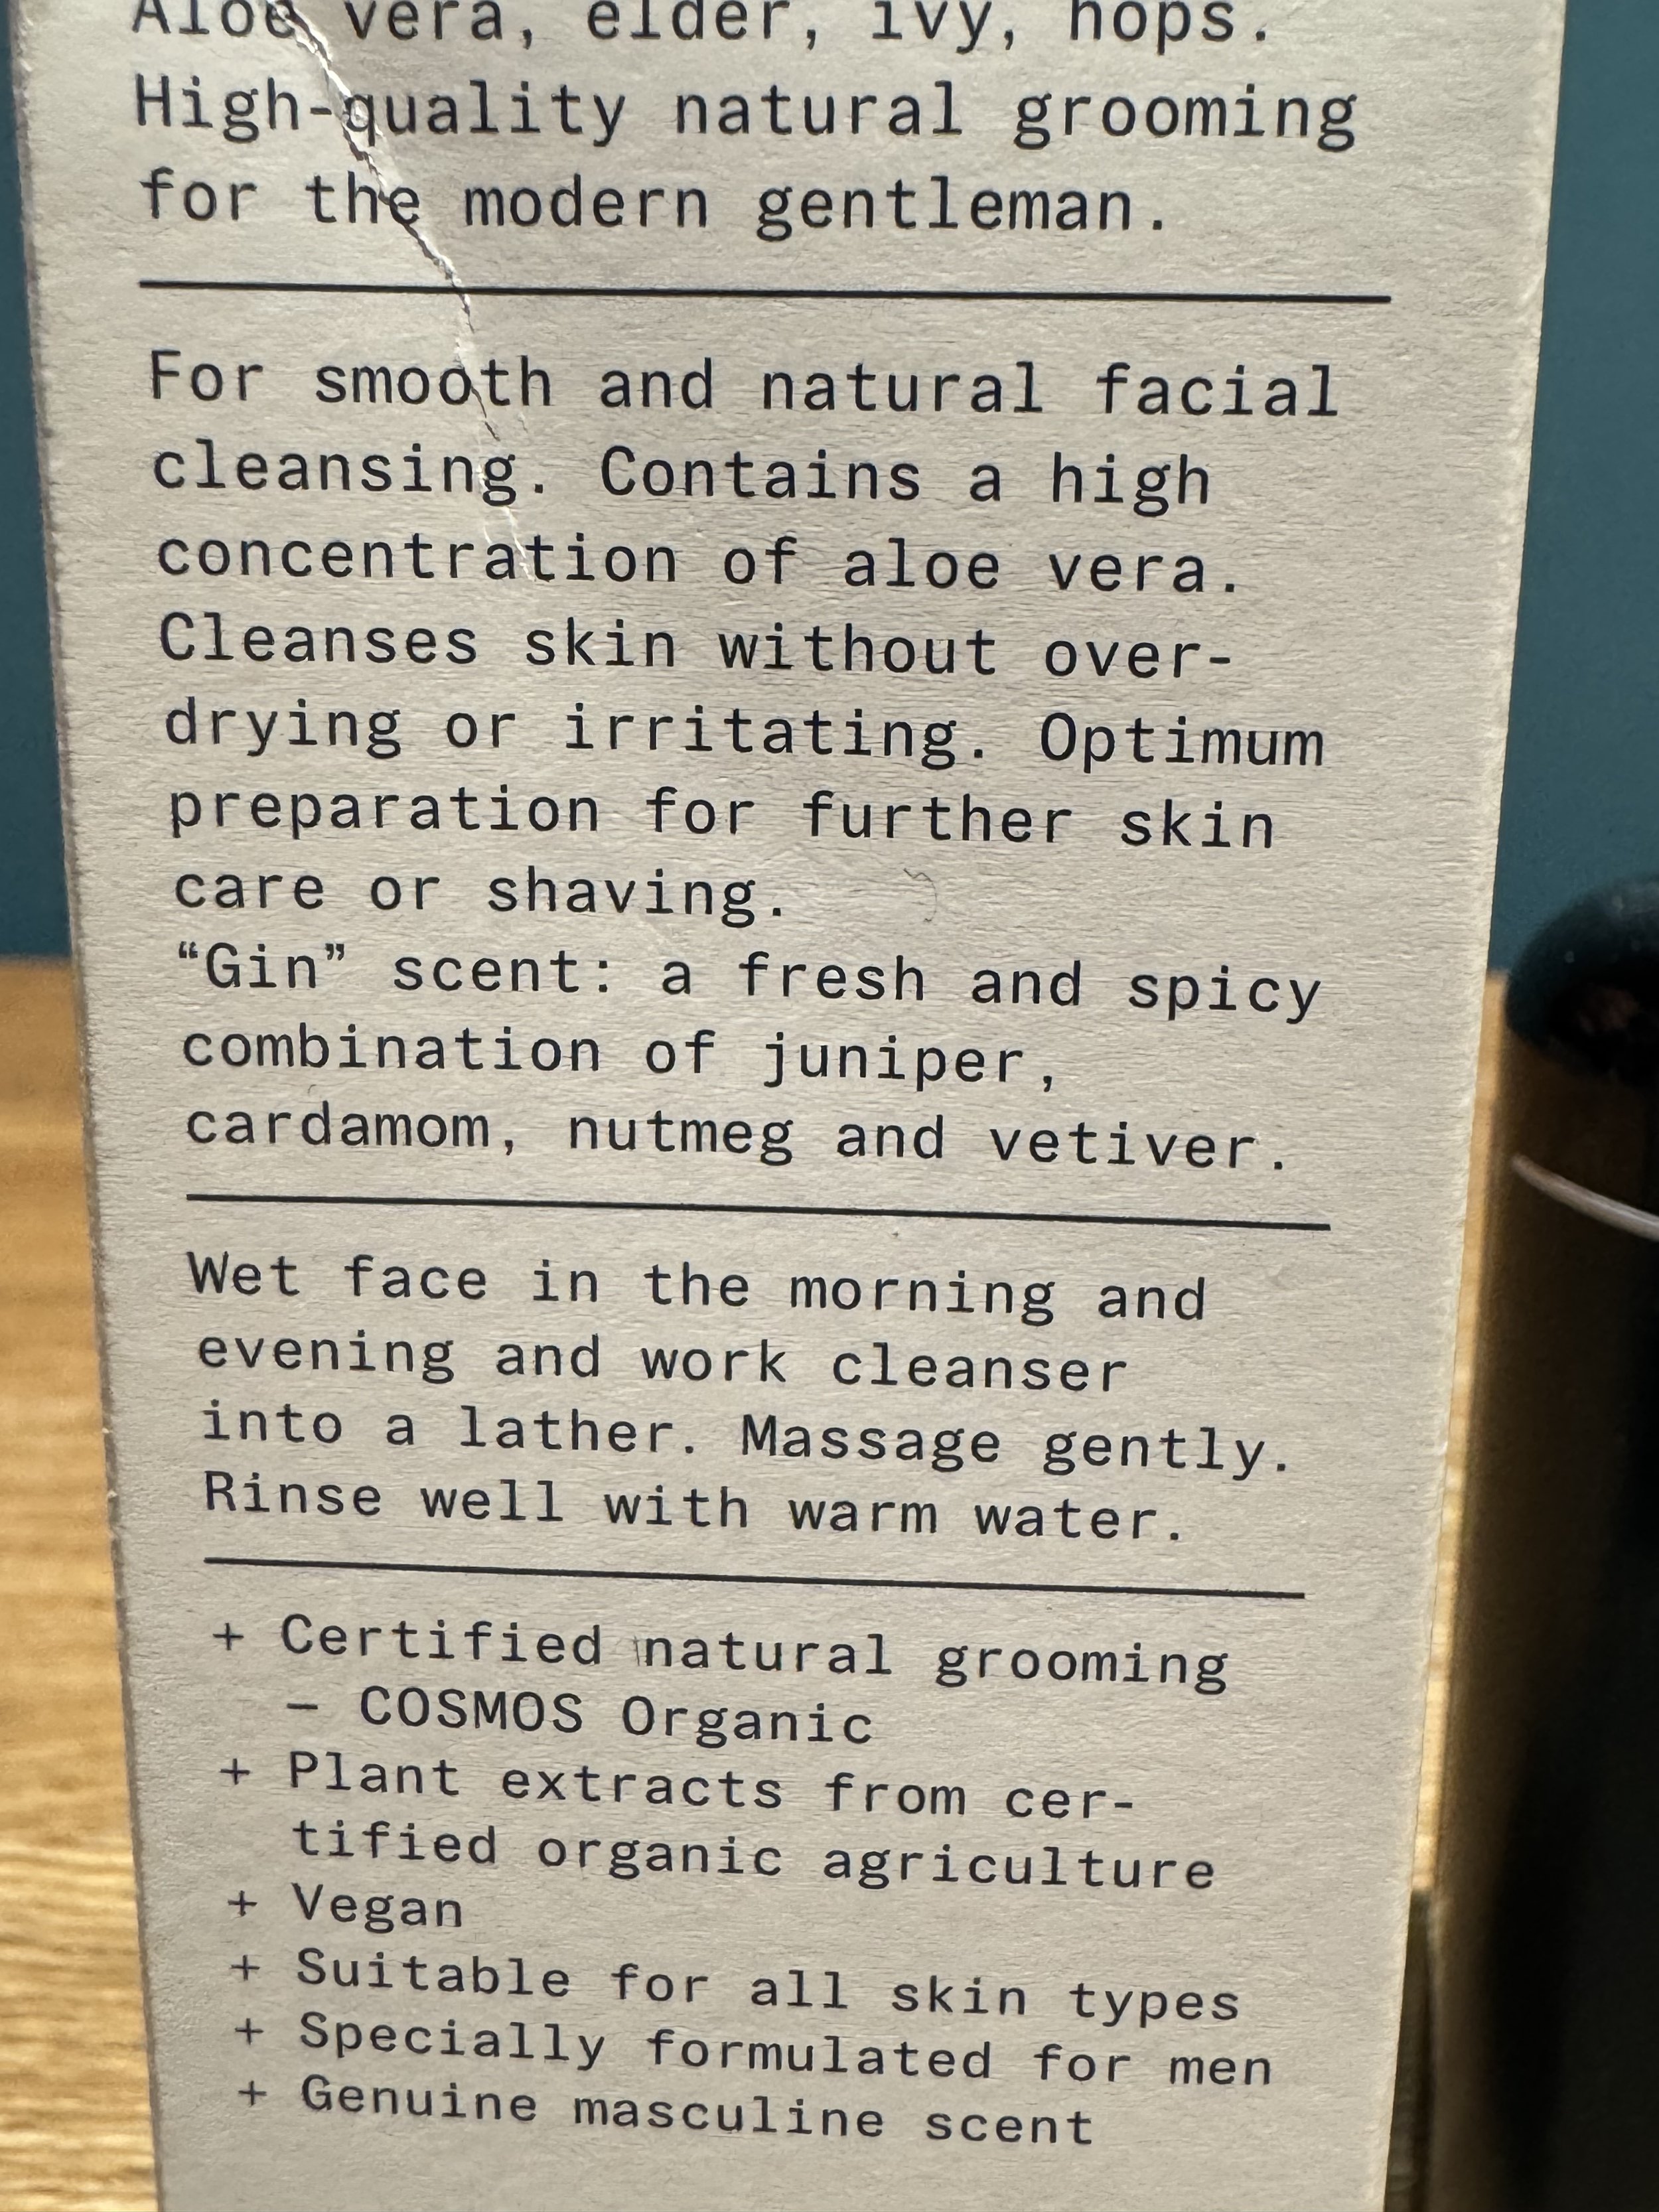 Aloe vera, elder, ivy, hops.
High-quality natural grooming
for the modern gentleman.
For smooth and natural facial
cleansing. Contains a high
concentration of aloe vera.
Cleanses skin without over-
drying or irritating. Optimum
preparation for further skin
care or shaving.
“Gin” scent: a fresh and spicy
combination of juniper,
cardamom, nutmeg and vetiver.
Wet face in the morning and
evening and work cleanser
into a lather. Massage gently.
Rinse well with warm water.
+ Certified natural grooming
– COSMOS Organic
+ Plant extracts from cer-
tified organic agriculture
+ Vegan
+ Suitable for all skin types
+ Specially formulated for men
+ Genuine masculine scent